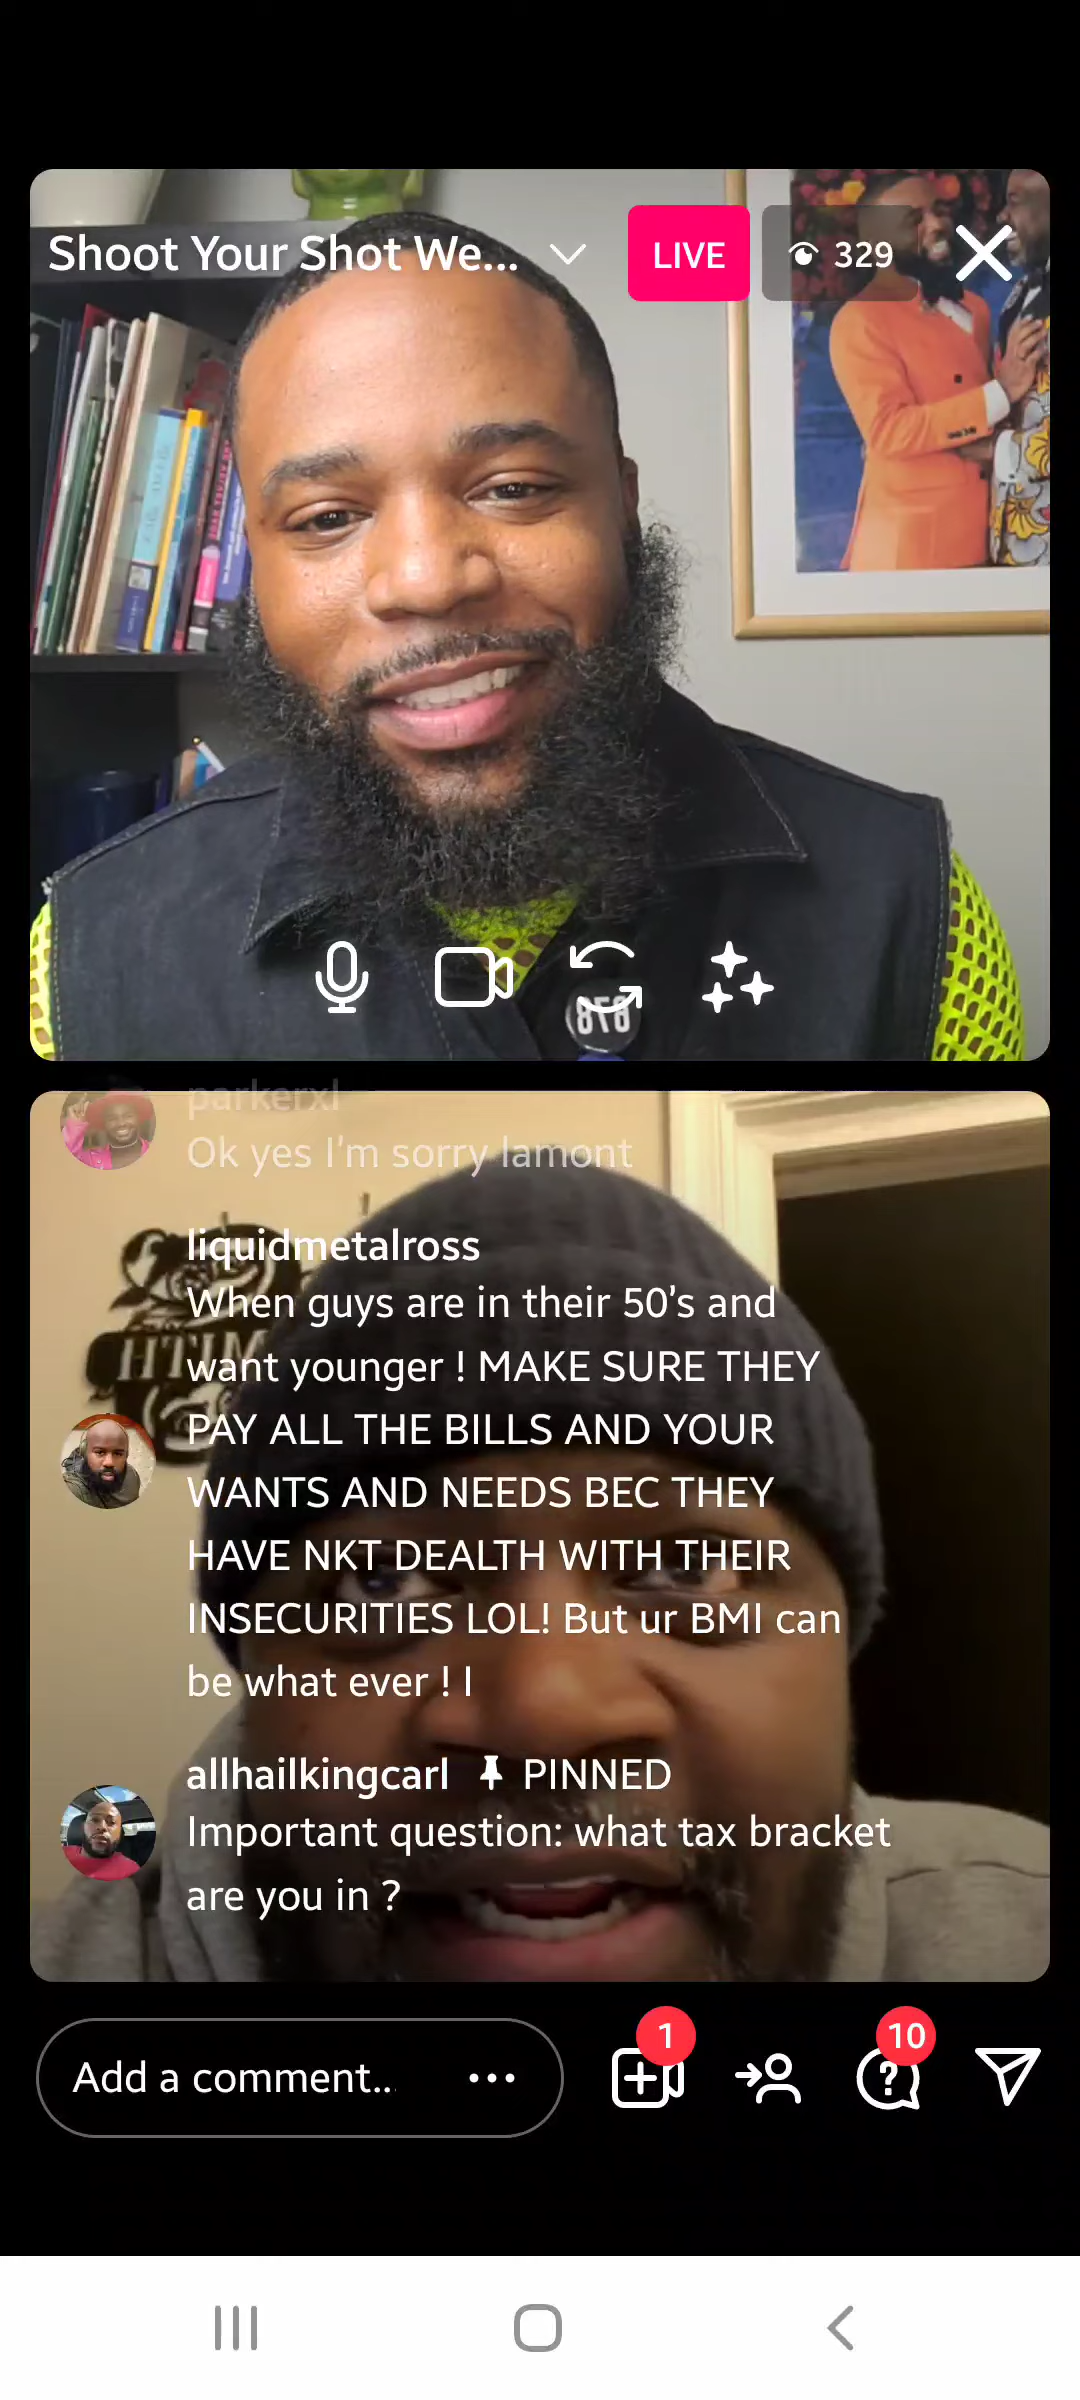 Shoot Your Shot We...
LIVE
329
parkerxl
Ok yes I'm sorry lamont
liquidmetalross
When guys are in their 50's and
want younger ! MAKE SURE THEY
PAY ALL THE BILLS AND YOUR
WANTS AND NEEDS BEC THEY
HAVE NKT DEALTH WITH THEIR
INSECURITIES LOL! But ur BMI can
be what ever ! I
allhailkingcarl PINNED
Important question: what tax bracket
are you in ?
Add a comment...
1
10